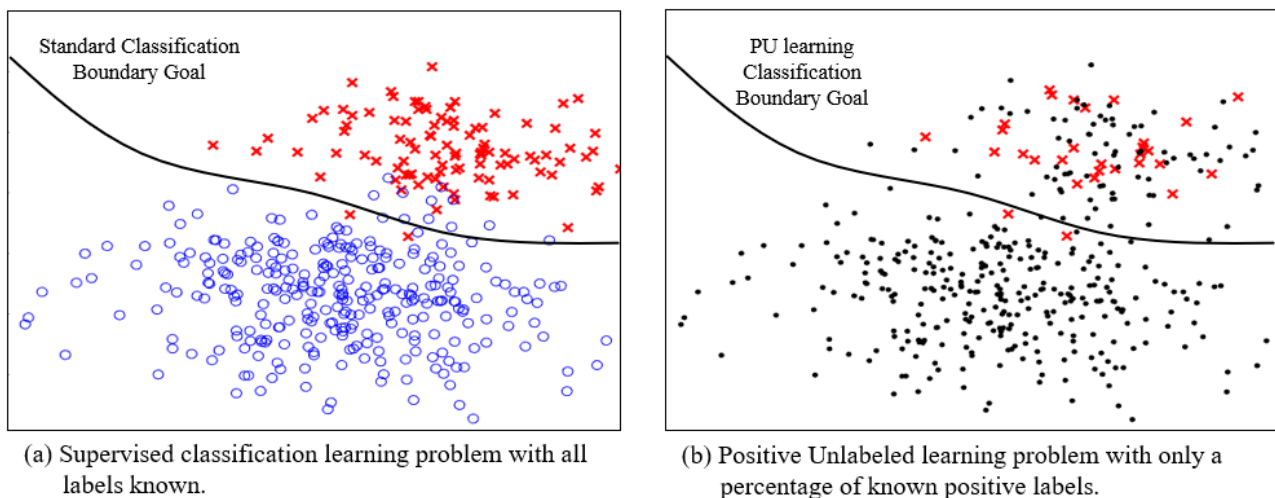 Standard Classification
Boundary Goal
PU learning
Classification
Boundary Goal
(a) Supervised classification learning problem with all
labels known.
(b) Positive Unlabeled learning problem with only a
percentage of known positive labels.